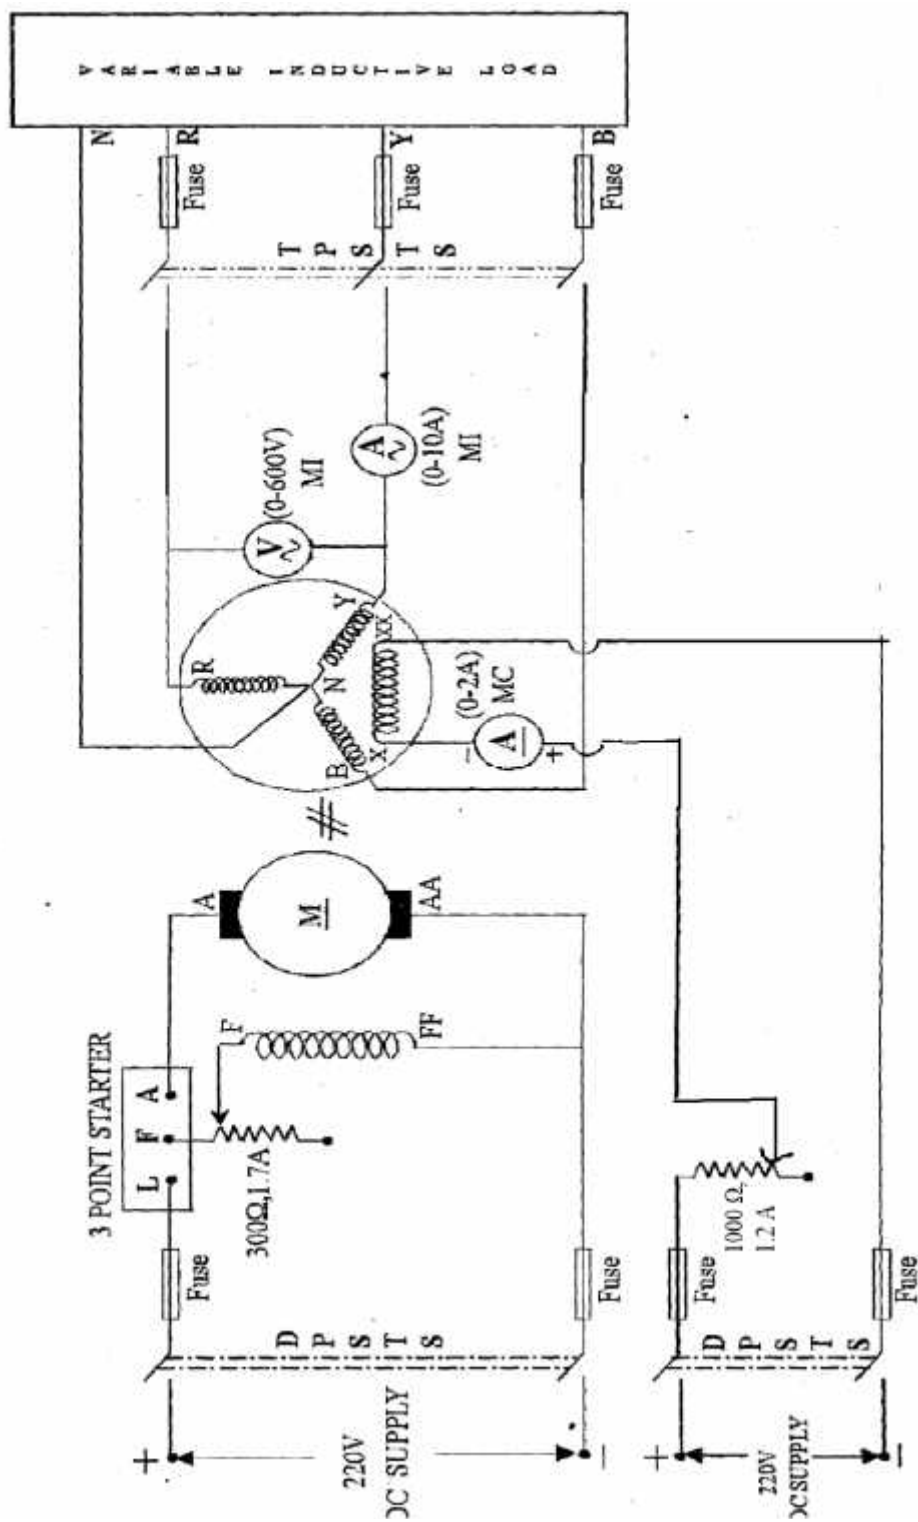 3 POINT STARTER
L F A
Fuse
300Ω,1.7A
F
FF
A
M
AA
D P S T S
220V
DC SUPPLY
+
-
Fuse
R
N
Y
B
X
XX
V
(0-600V)
MI
A
(0-10A)
MI
A
(0-2A)
MC
-
+
T P S T S
Fuse
Fuse
Fuse
N
R
Y
B
VARIABLE INDUCTIVE LOAD
Fuse
Fuse
1000 Ω,
1.2 A
D P S T S
220V
DC SUPPLY
+
-